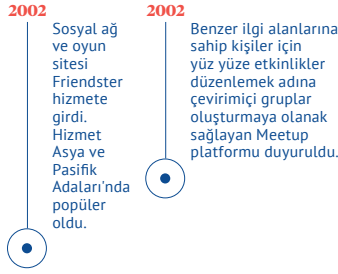 2002
Sosyal ağ
ve oyun
sitesi
Friendster
hizmete
girdi.
Hizmet
Asya ve
Pasifik
Adaları'nda
popüler
oldu.
2002
Benzer ilgi alanlarına
sahip kişiler için
yüz yüze etkinlikler
düzenlemek adına
çevirimiçi gruplar
oluşturmaya olanak
sağlayan Meetup
platformu duyuruldu.